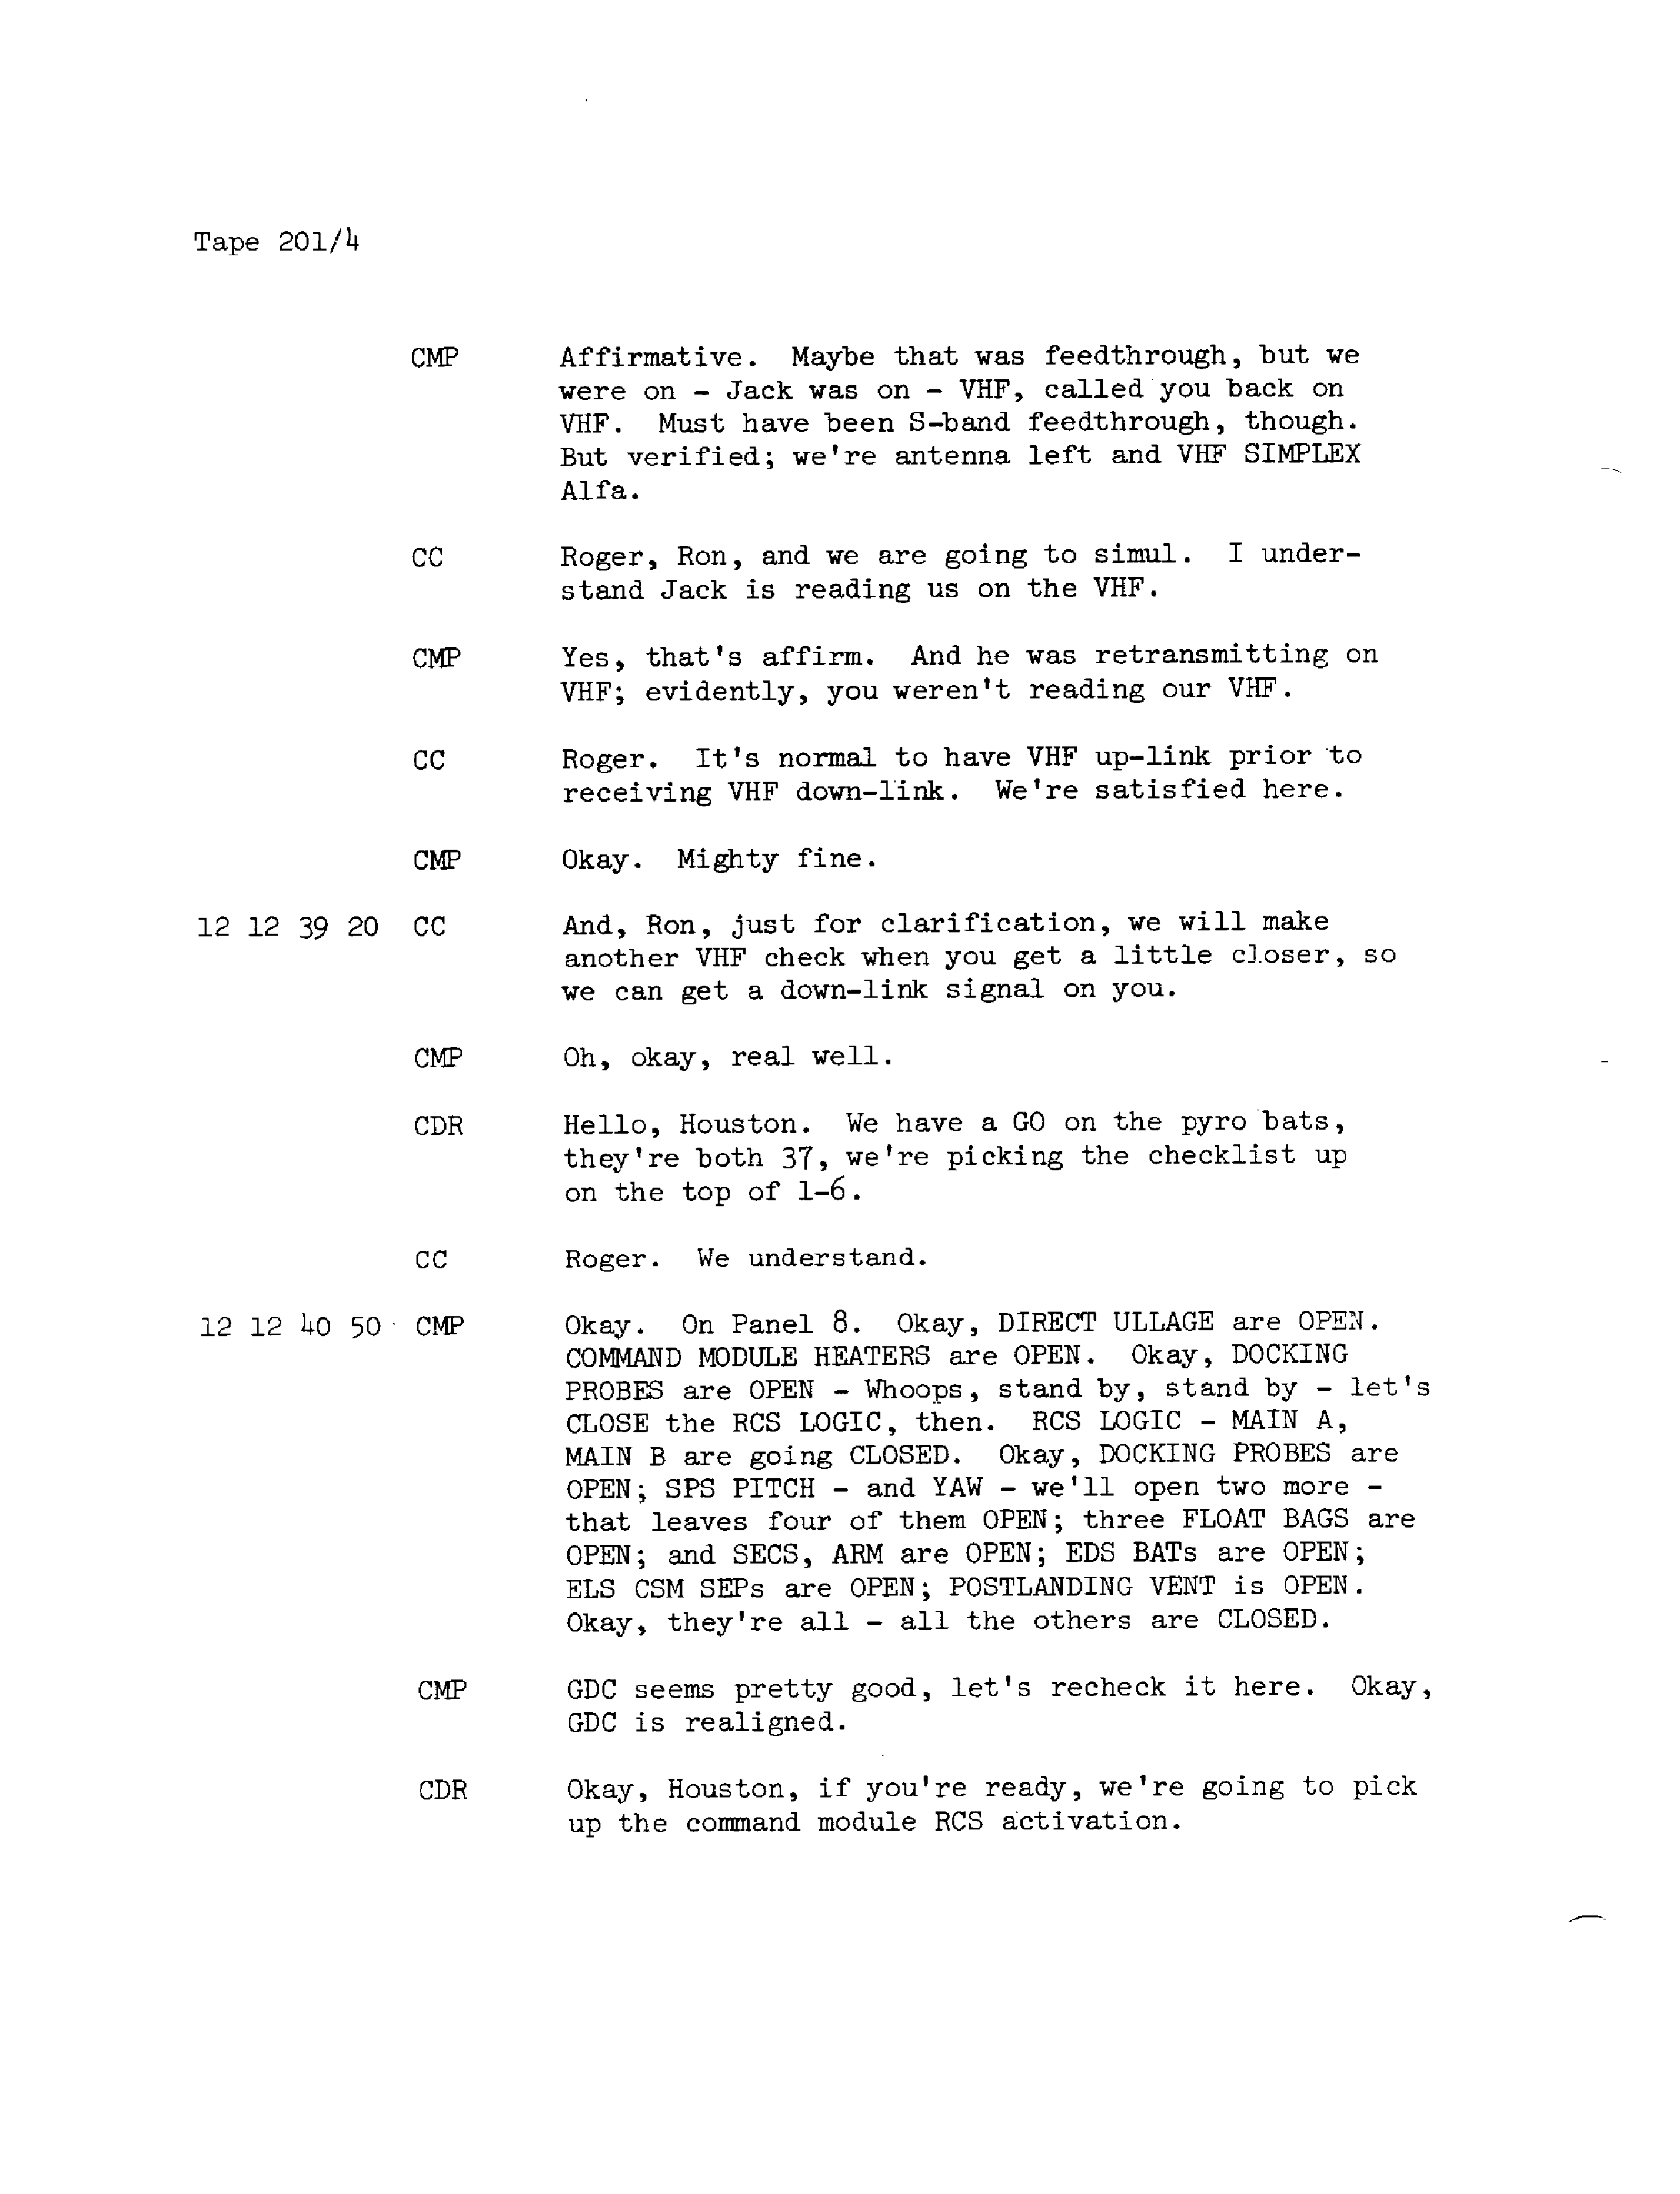 Tape 201/4
CMP Affirmative. Maybe that was feedthrough, but we
were on - Jack was on - VHF, called you back on
VHF. Must have been S-band feedthrough, though.
But verified; we're antenna left and VHF SIMPLEX
Alfa.
CC Roger, Ron, and we are going to simul. I under-
stand Jack is reading us on the VHF.
CMP Yes, that's affirm. And he was retransmitting on
VHF; evidently, you weren't reading our VHF.
CC Roger. It's normal to have VHF up-link prior to
receiving VHF down-link. We're satisfied here.
CMP Okay. Mighty fine.
12 12 39 20 CC And, Ron, just for clarification, we will make
another VHF check when you get a little closer, so
we can get a down-link signal on you.
CMP Oh, okay, real well.
CDR Hello, Houston. We have a GO on the pyro bats,
they're both 37, we're picking the checklist up
on the top of 1-6.
CC Roger. We understand.
12 12 40 50 CMP Okay. On Panel 8. Okay, DIRECT ULLAGE are OPEN.
COMMAND MODULE HEATERS are OPEN. Okay, DOCKING
PROBES are OPEN - Whoops, stand by, stand by - let's
CLOSE the RCS LOGIC, then. RCS LOGIC - MAIN A,
MAIN B are going CLOSED. Okay, DOCKING PROBES are
OPEN; SPS PITCH - and YAW - we'll open two more -
that leaves four of them OPEN; three FLOAT BAGS are
OPEN; and SECS, ARM are OPEN; EDS BATs are OPEN;
ELS CSM SEPs are OPEN; POSTLANDING VENT is OPEN.
Okay, they're all - all the others are CLOSED.
CMP GDC seems pretty good, let's recheck it here. Okay,
GDC is realigned.
CDR Okay, Houston, if you're ready, we're going to pick
up the command module RCS activation.